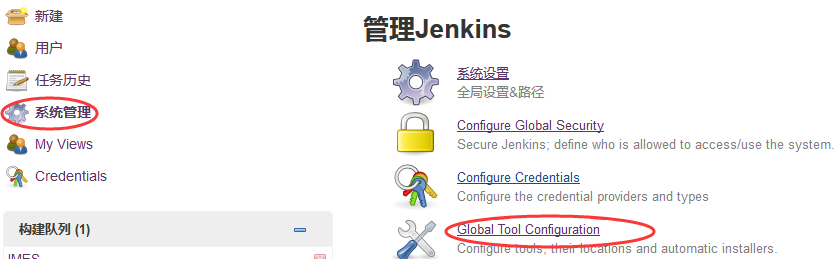 新建
用户
任务历史
系统管理
My Views
Credentials
构建队列 (1)
IMES
管理Jenkins
系统设置
全局设置&路径
Configure Global Security
Secure Jenkins; define who is allowed to access/use the system.
Configure Credentials
Configure the credential providers and types
Global Tool Configuration
Configure tools, their locations and automatic installers.